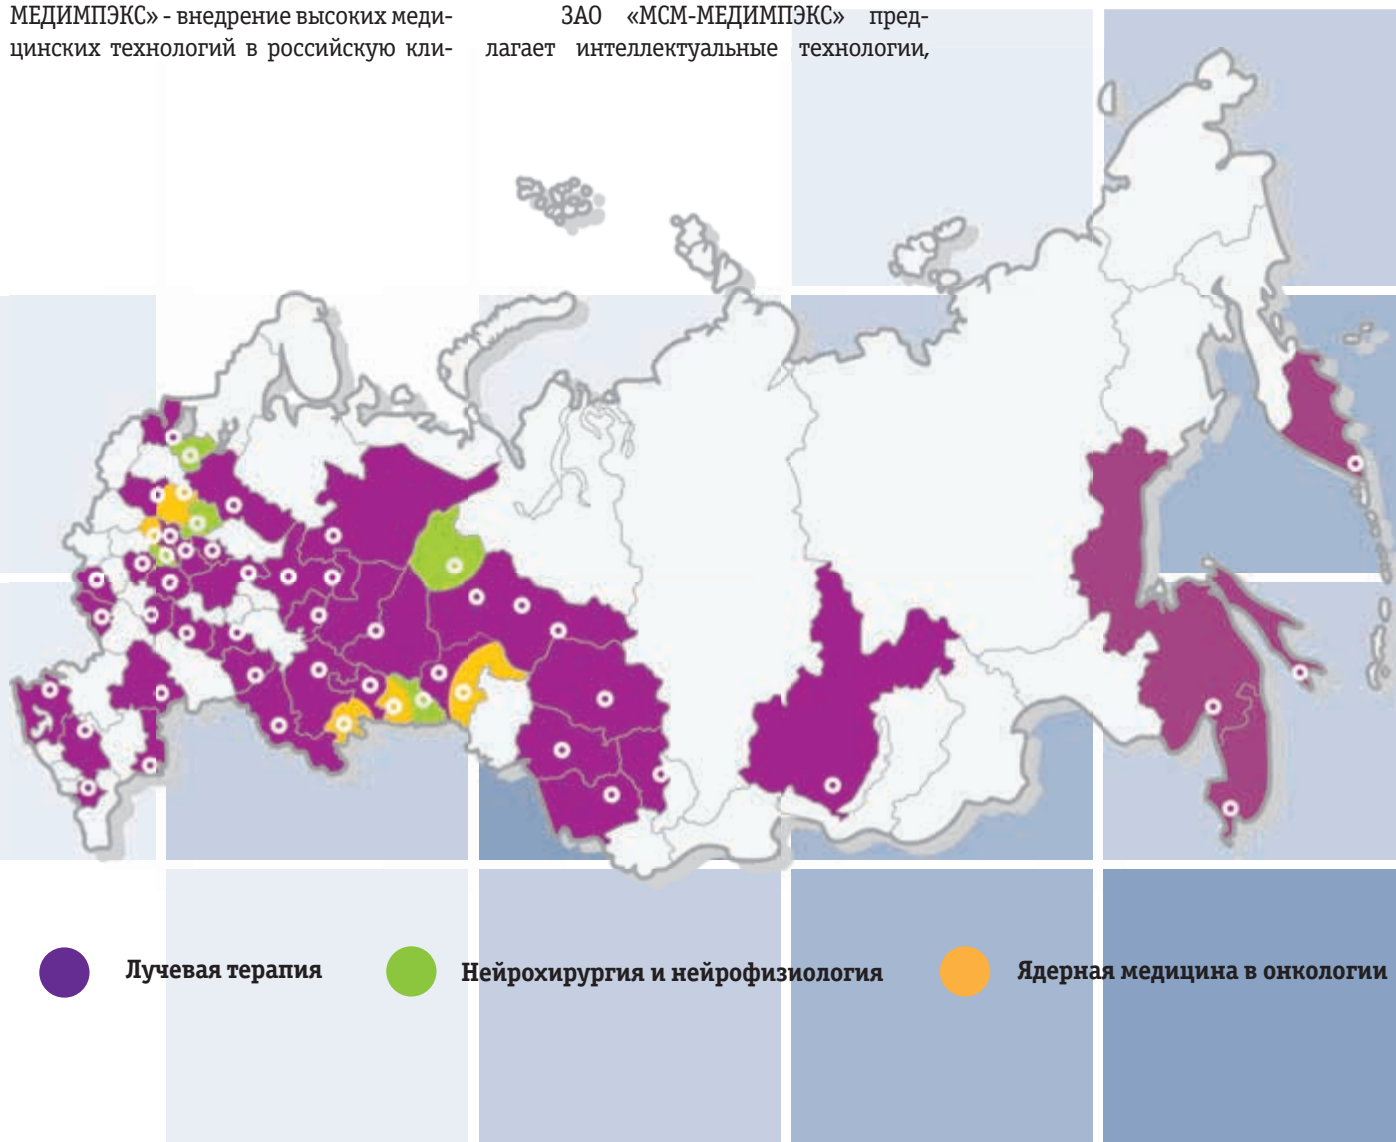 МЕДИМПЭКС» - внедрение высоких меди-
цинских технологий в российскую кли-
ЗАО «МСМ-МЕДИМПЭКС» пред-
лагает интеллектуальные технологии,
Лучевая терапия
Нейрохирургия и нейрофизиология
Ядерная медицина в онкологии